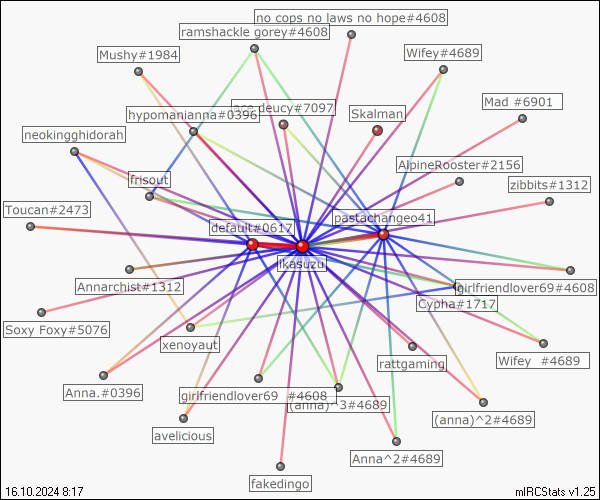 no cops no laws no hope#4608
ramshackle gorey#4608
Mushy#1984
Wifey#4689
hypomanianna#0396
deucy#7097
Skalman
Mad #6901
neokingghidorah
AlpineRooster#2156
frisout
zibbits#1312
Toucan#2473
default#0617
pastachangeo41
ikasuzu
Annarchist#1312
girlfriendlover69#4608
Cypha#1717
Soxy Foxy#5076
xenoyaut
rattgaming
Wifey #4689
Anna.#0396
girlfriendlover69 #4608
(anna)^3#4689
(anna)^2#4689
avelicious
Anna^2#4689
fakedingo
16.10.2024 8:17
mIRCStats v1.25